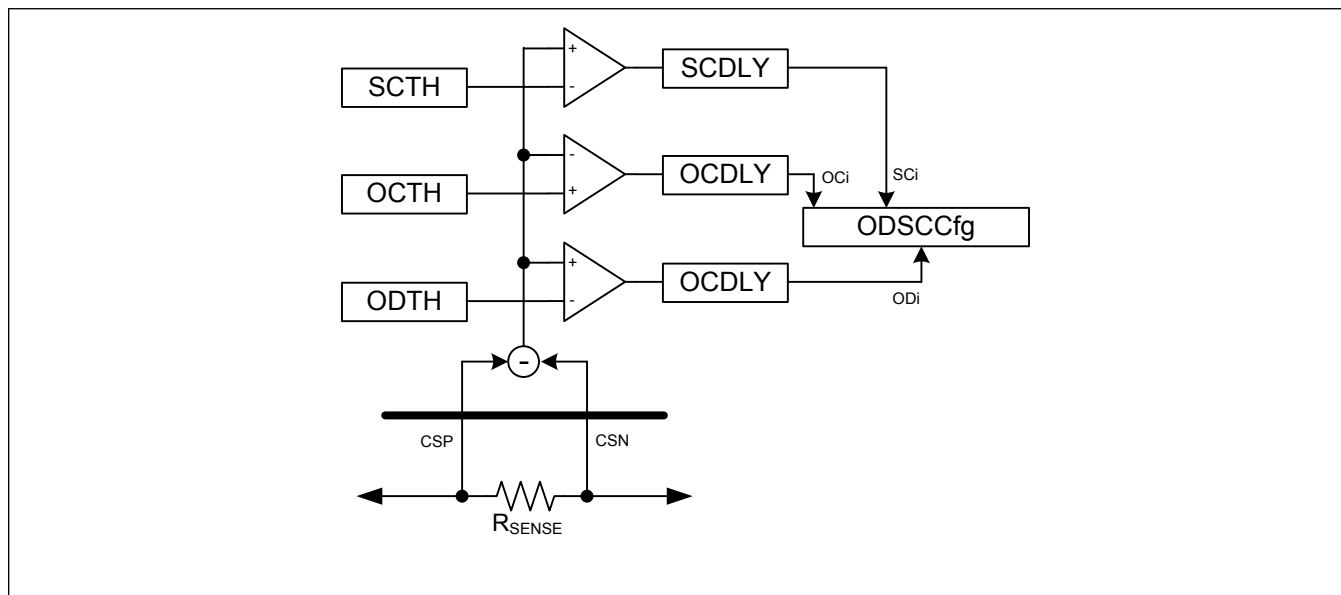 +
SCDLY
SCTH
-
-
OCDLY
OCi
SCi
OCTH
+
ODSCCfg
+
OCDLY
ODTH
-
ODi
-
CSP
CSN
RSENSE